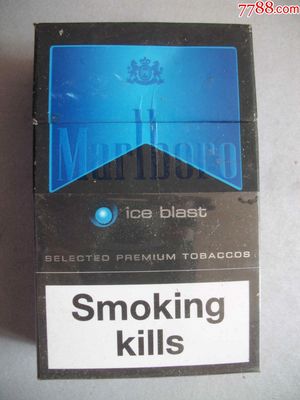 7788.com
Marlboro
ice blast
SELECTED PREMIUM TOBACCOS
Smoking
kills